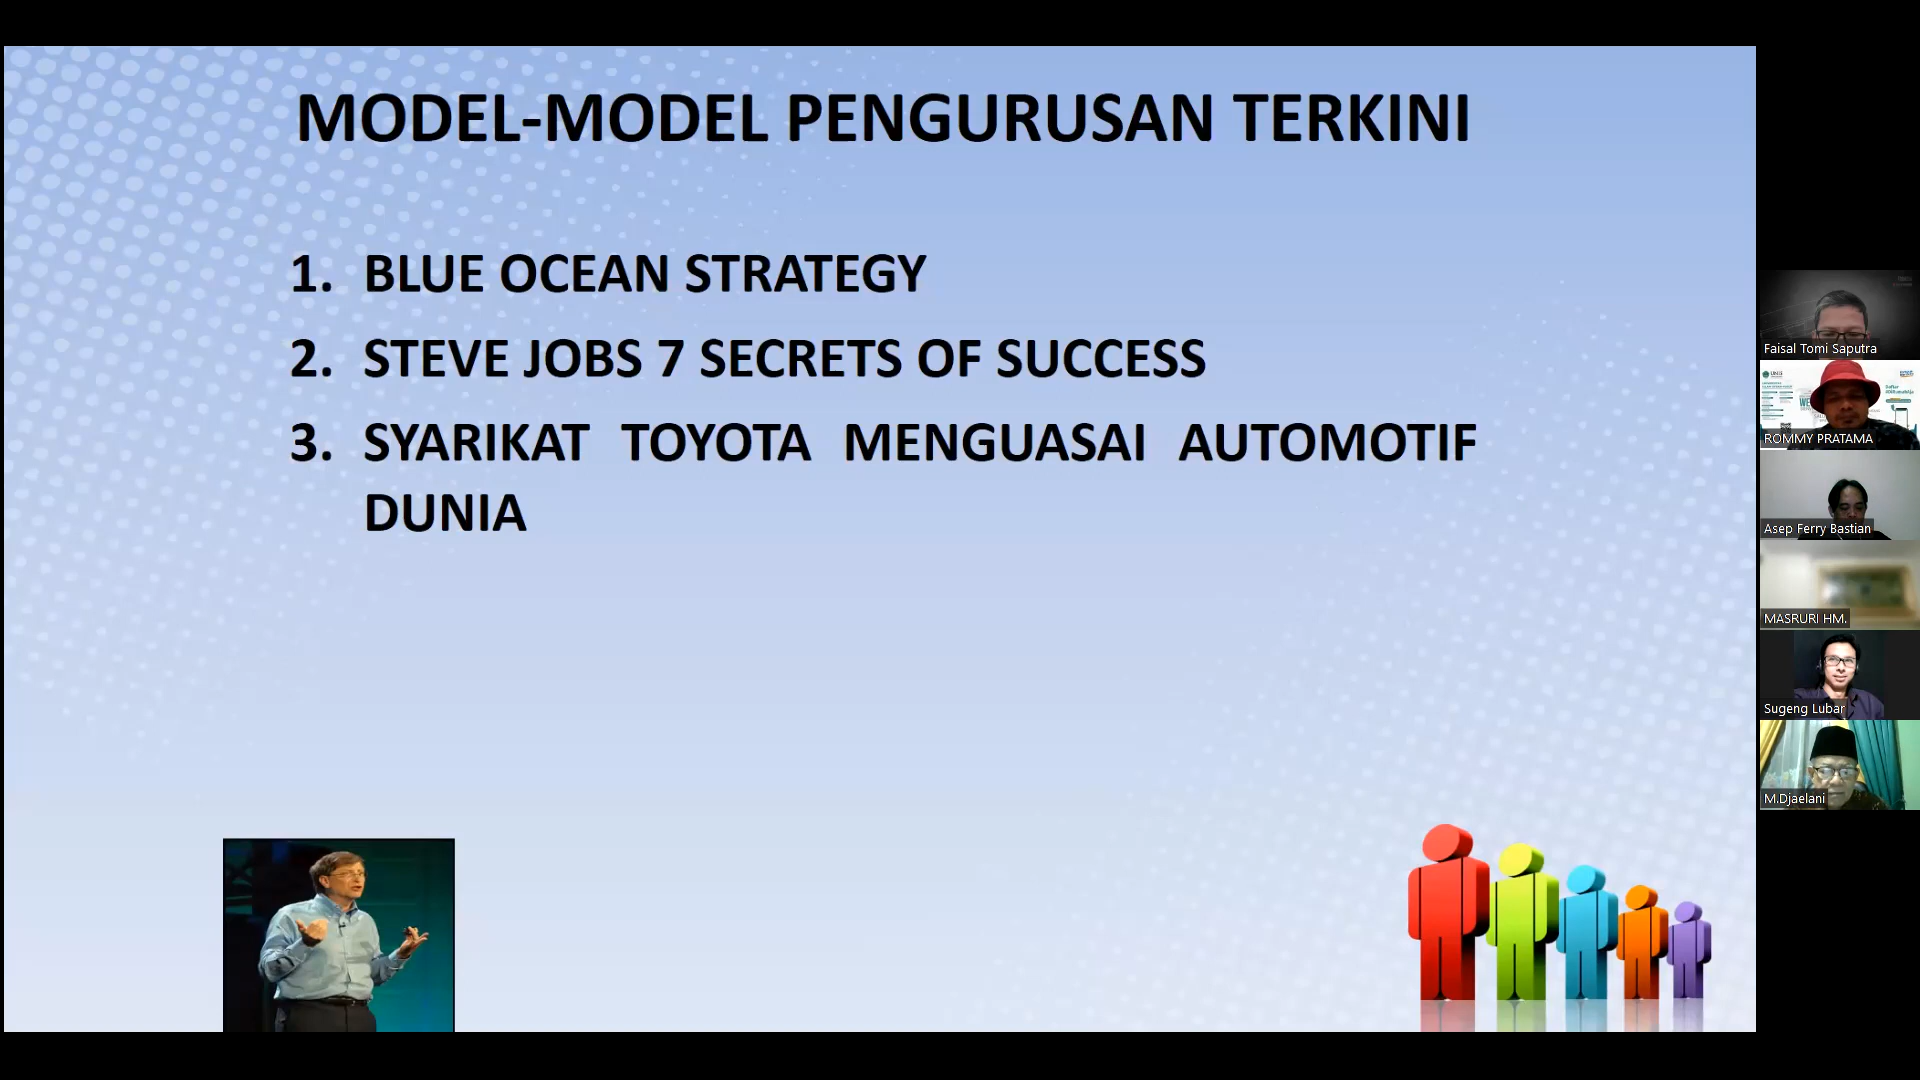 MODEL-MODEL PENGURUSAN TERKINI
1. BLUE OCEAN STRATEGY
2. STEVE JOBS 7 SECRETS OF SUCCESS
3. SYARIKAT TOYOTA MENGUASAI AUTOMOTIF
DUNIA
Faisal Tomi Saputra
ROMMY PRATAMA
Asep Ferry Bastian
MASRURI HM.
Sugeng Lubar
M.Djaelani